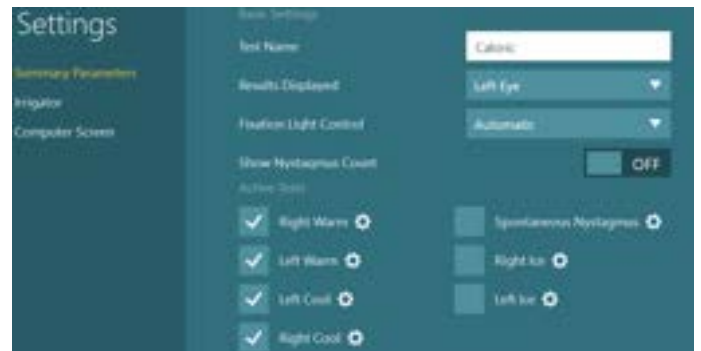 Settings
Summary Parameters
Irrigator
Computer Screen
Basic Settings
Test Name
Caloric
Results Displayed
Left Eye
Fixation Light Control
Automatic
Show Nystagmus Count
OFF
Active Tests
Right Warm
Spontaneous Nystagmus
Left Warm
Right Ice
Left Cool
Left Ice
Right Cool